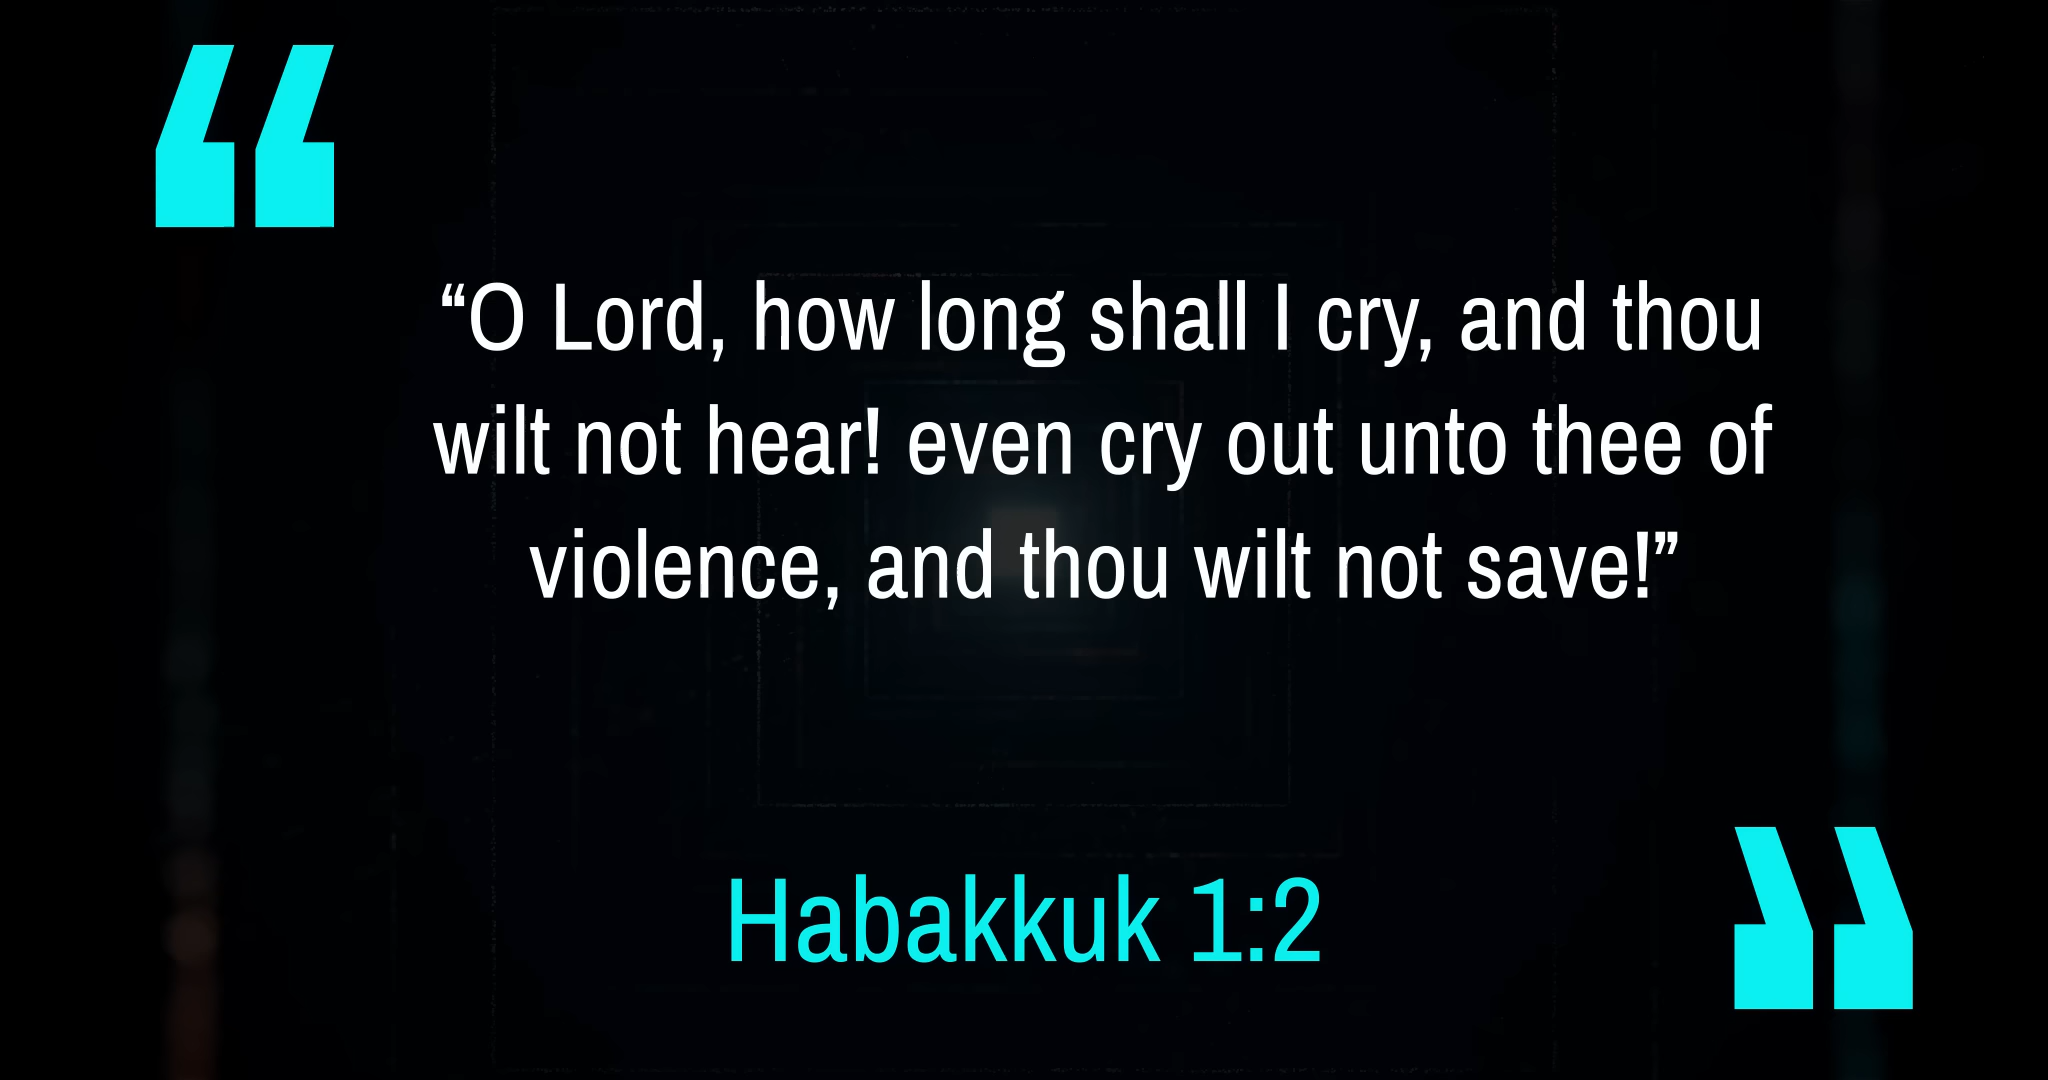 “O Lord, how long shall I cry, and thou
wilt not hear! even cry out unto thee of
violence, and thou wilt not save!”
Habakkuk 1:2